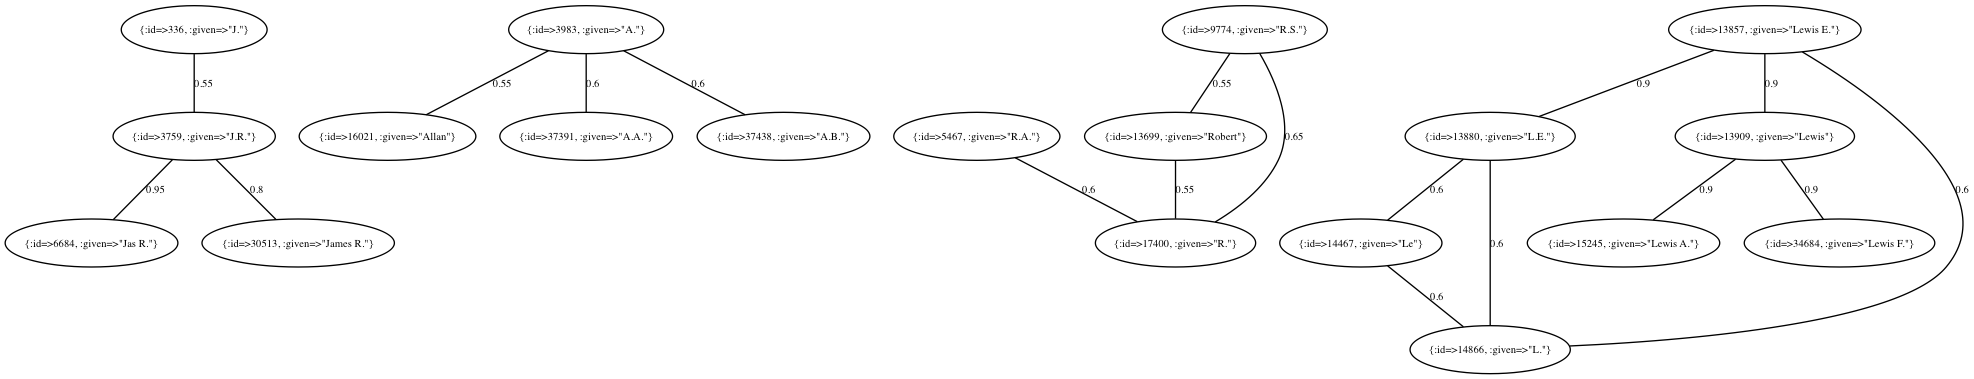 {:id=>336, :given=>"J."}
{:id=>3983, :given=>"A."}
{:id=>9774, :given=>"R.S."}
{:id=>13857, :given=>"Lewis E."}
0.55
0.55
0.6
0.6
0.55
0.9
0.9
{:id=>3759, :given=>"J.R."}
{:id=>16021, :given=>"Allan"}
{:id=>37391, :given=>"A.A."}
{:id=>37438, :given=>"A.B."}
{:id=>5467, :given=>"R.A."}
{:id=>13699, :given=>"Robert"}
0.65
{:id=>13880, :given=>"L.E."}
{:id=>13909, :given=>"Lewis"}
0.95
0.8
0.6
0.55
0.6
0.9
0.9
0.6
{:id=>6684, :given=>"Jas R."}
{:id=>30513, :given=>"James R."}
{:id=>17400, :given=>"R."}
{:id=>14467, :given=>"Le"}
0.6
{:id=>15245, :given=>"Lewis A."}
{:id=>34684, :given=>"Lewis F."}
0.6
{:id=>14866, :given=>"L."}